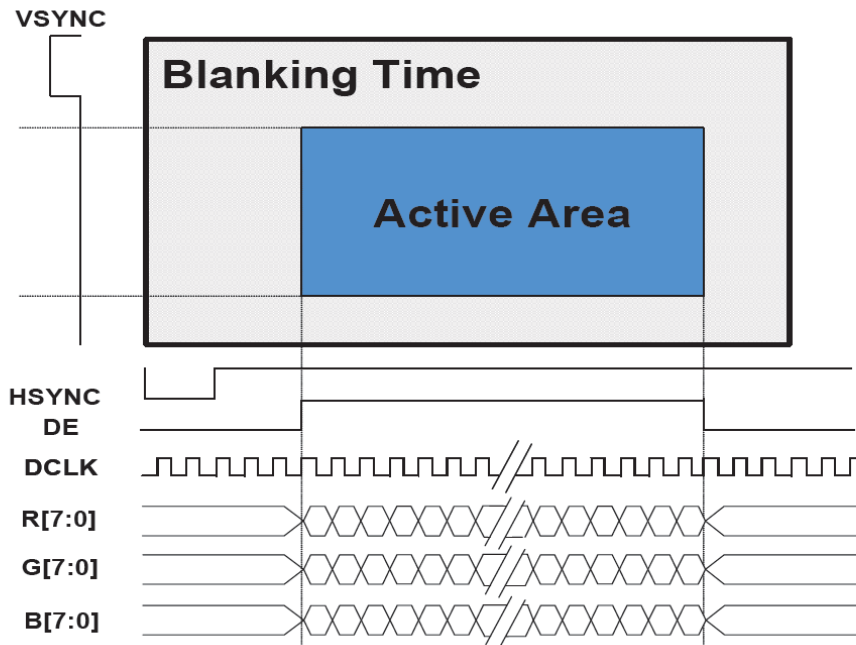 VSYNC
Blanking Time
Active Area
HSYNC
DE
DCLK
R[7:0]
G[7:0]
B[7:0]